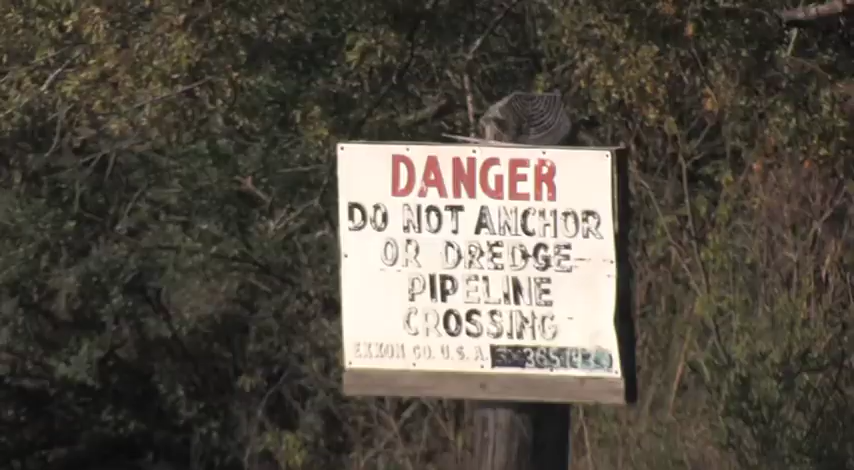 DANGER
DO NOT ANCHOR
OR DREDGE
PIPELINE
CROSSING
EXXON CO. U. S. A.